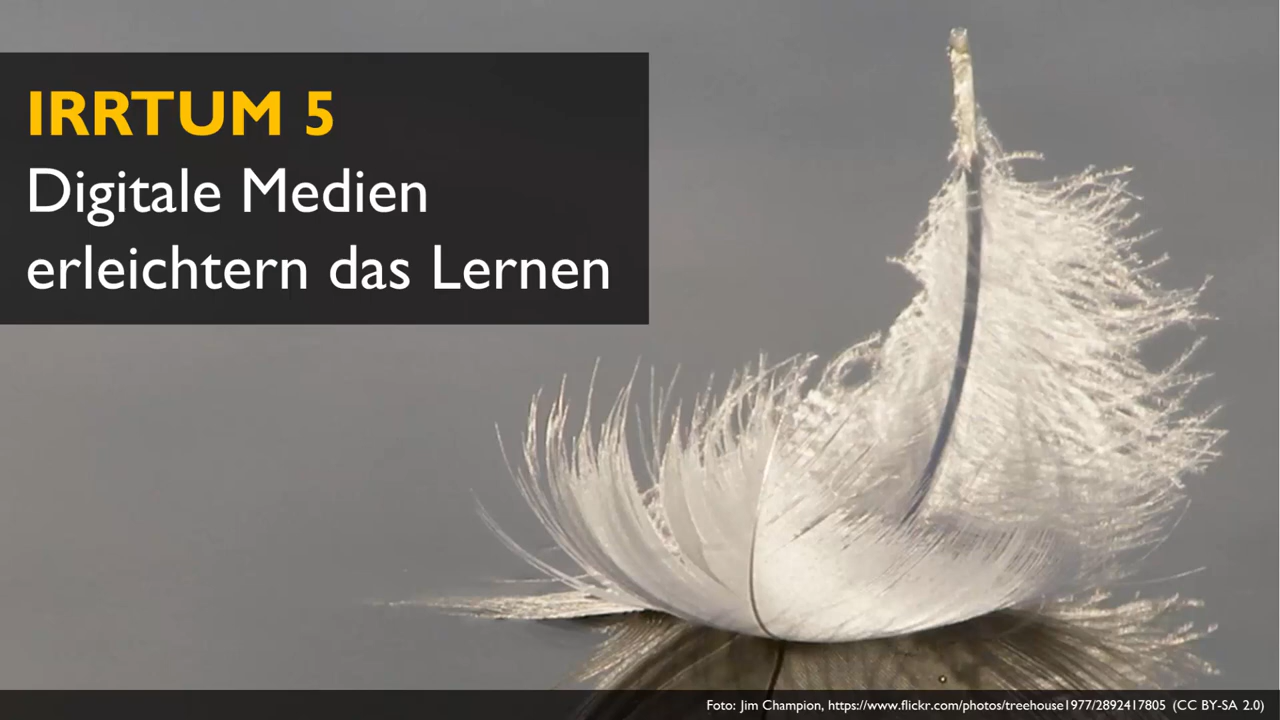 IRRTUM 5
Digitale Medien
erleichtern das Lernen
Foto: Jim Champion, https://www.flickr.com/photos/treehouse1977/2892417805 (CC BY-SA 2.0)